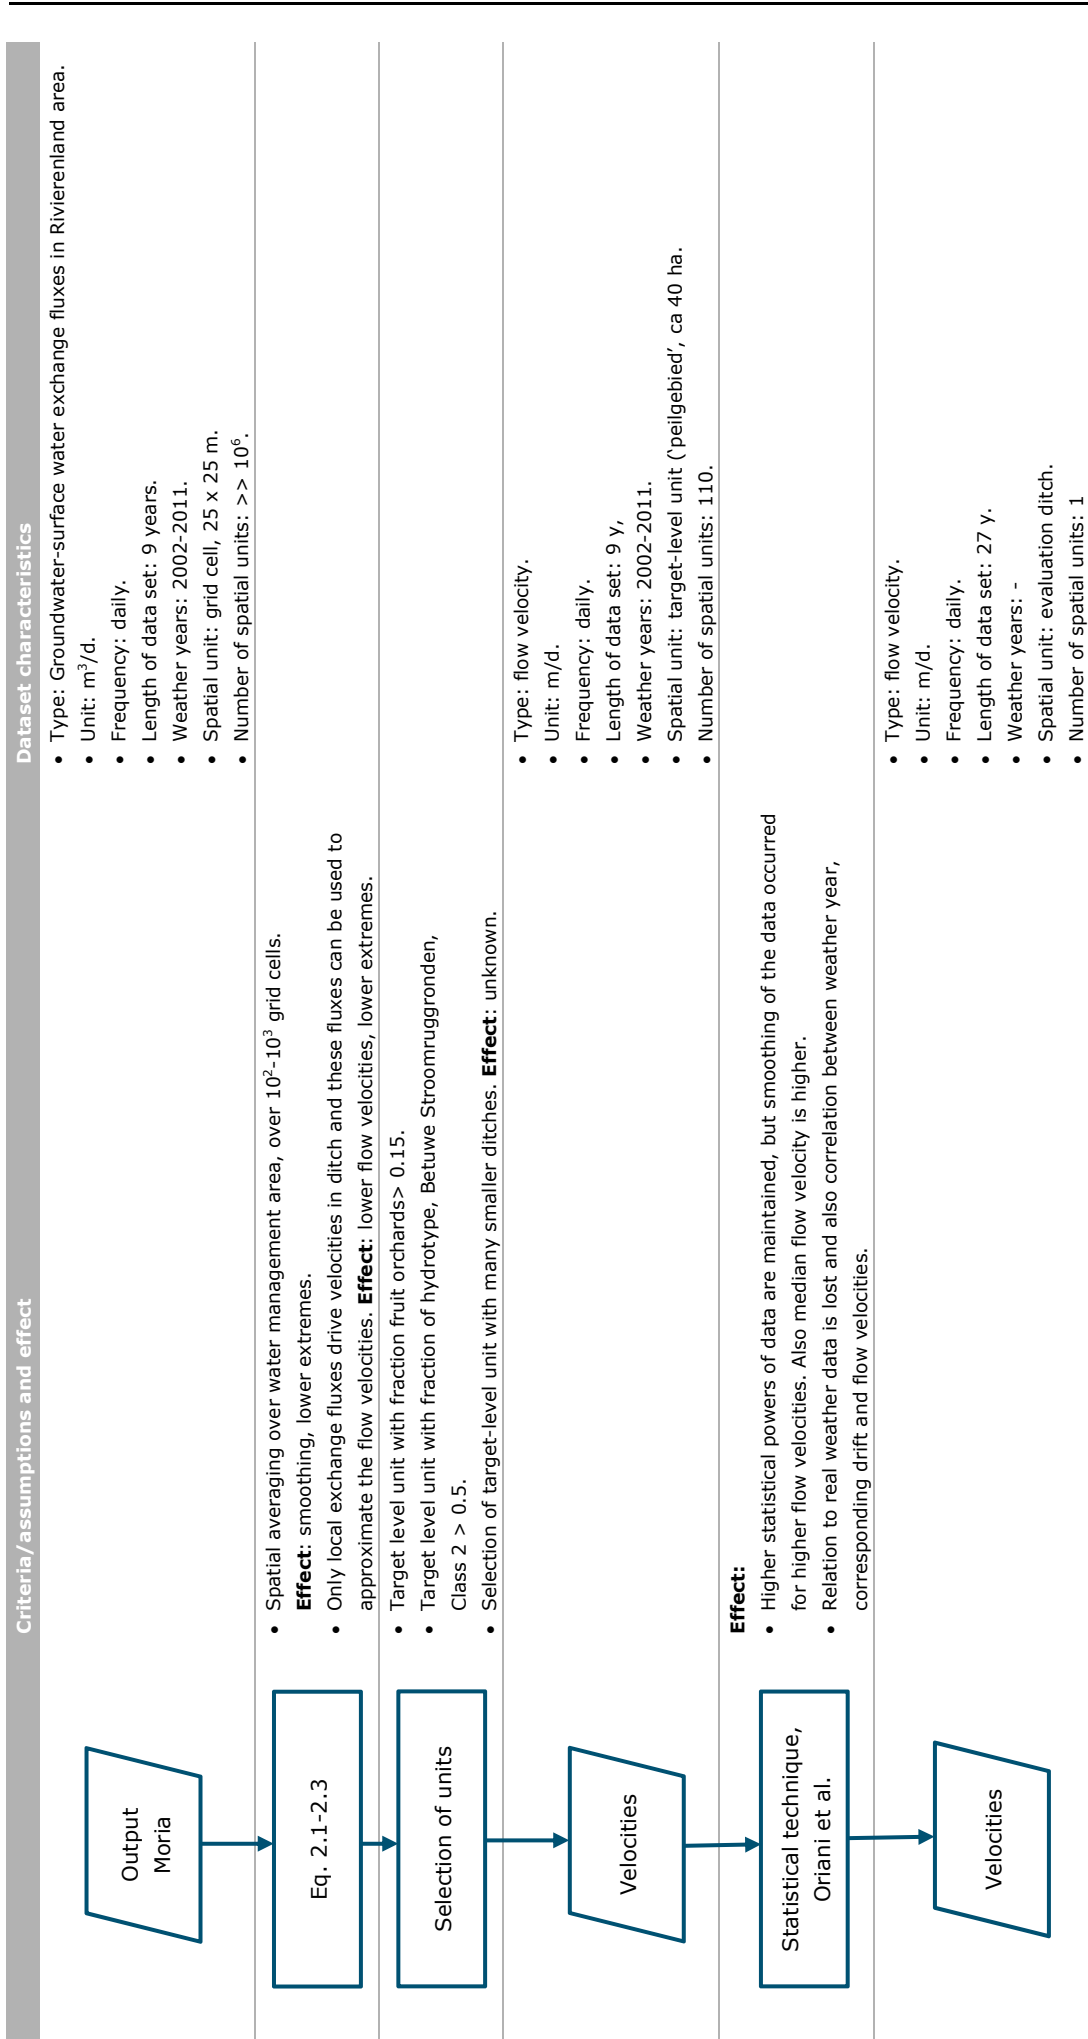 Criteria/assumptions and effect
Dataset characteristics
Output
Moria
• Type: Groundwater-surface water exchange fluxes in Rivierenland area.
• Unit: m³/d.
• Frequency: daily.
• Length of data set: 9 years.
• Weather years: 2002-2011.
• Spatial unit: grid cell, 25 x 25 m.
• Number of spatial units: >> 10⁶.
Eq. 2.1-2.3
• Spatial averaging over water management area, over 10²-10³ grid cells.
Effect: smoothing, lower extremes.
• Only local exchange fluxes drive velocities in ditch and these fluxes can be used to
approximate the flow velocities. Effect: lower flow velocities, lower extremes.
Selection of units
• Target level unit with fraction fruit orchards> 0.15.
• Target level unit with fraction of hydrotype, Betuwe Stroomruggronden,
Class 2 > 0.5.
• Selection of target-level unit with many smaller ditches. Effect: unknown.
Velocities
• Type: flow velocity.
• Unit: m/d.
• Frequency: daily.
• Length of data set: 9 y,
• Weather years: 2002-2011.
• Spatial unit: target-level unit (‘peilgebied’, ca 40 ha.
• Number of spatial units: 110.
Statistical technique,
Oriani et al.
Effect:
• Higher statistical powers of data are maintained, but smoothing of the data occurred
for higher flow velocities. Also median flow velocity is higher.
• Relation to real weather data is lost and also correlation between weather year,
corresponding drift and flow velocities.
Velocities
• Type: flow velocity.
• Unit: m/d.
• Frequency: daily.
• Length of data set: 27 y.
• Weather years: -
• Spatial unit: evaluation ditch.
• Number of spatial units: 1